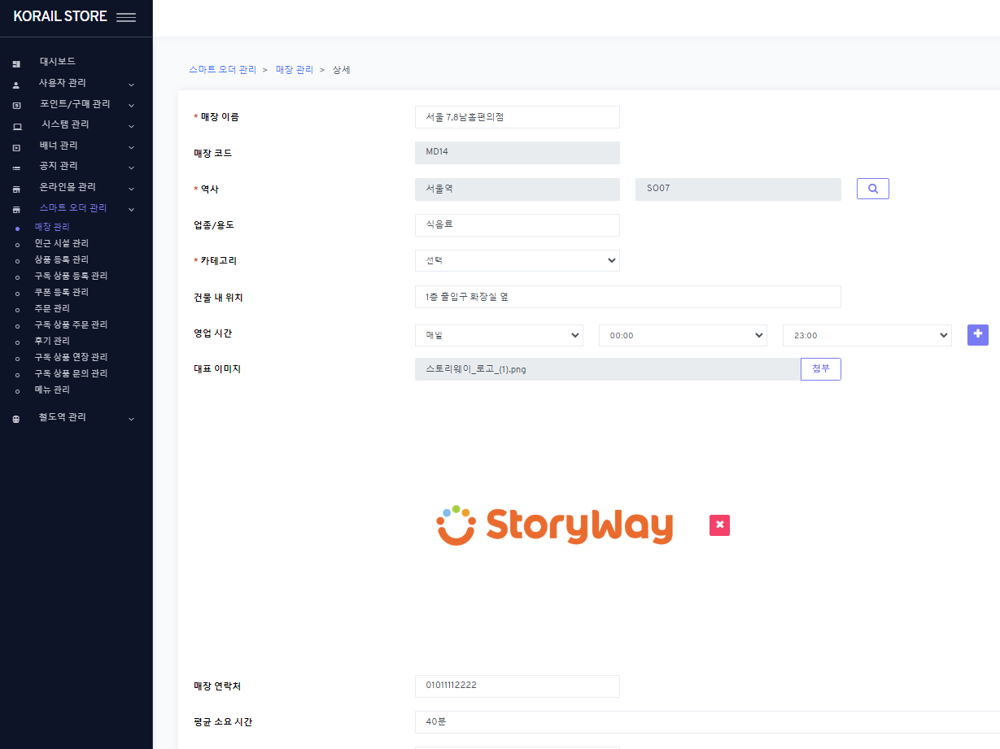 KORAIL STORE
대시보드
사용자 관리
포인트/구매 관리
시스템 관리
배너 관리
공지 관리
온라인몰 관리
스마트 오더 관리
매장 관리
인근 시설 관리
상품 등록 관리
구독 상품 등록 관리
쿠폰 등록 관리
주문 관리
구독 상품 주문 관리
후기 관리
구독 상품 연장 관리
구독 상품 문의 관리
메뉴 관리
철도역 관리
스마트 오더 관리 > 매장 관리 > 상세
* 매장 이름 서울 7,8남홈편의점
매장 코드 MD14
* 역사 서울역 SO07
업종/용도 식음료
* 카테고리 선택
건물 내 위치 1층 출입구 화장실 옆
영업 시간 매일 00:00 23:00
대표 이미지 스토리웨이_로고_(1).png 첨부
StoryWay
매장 연락처 01011112222
평균 소요 시간 40분